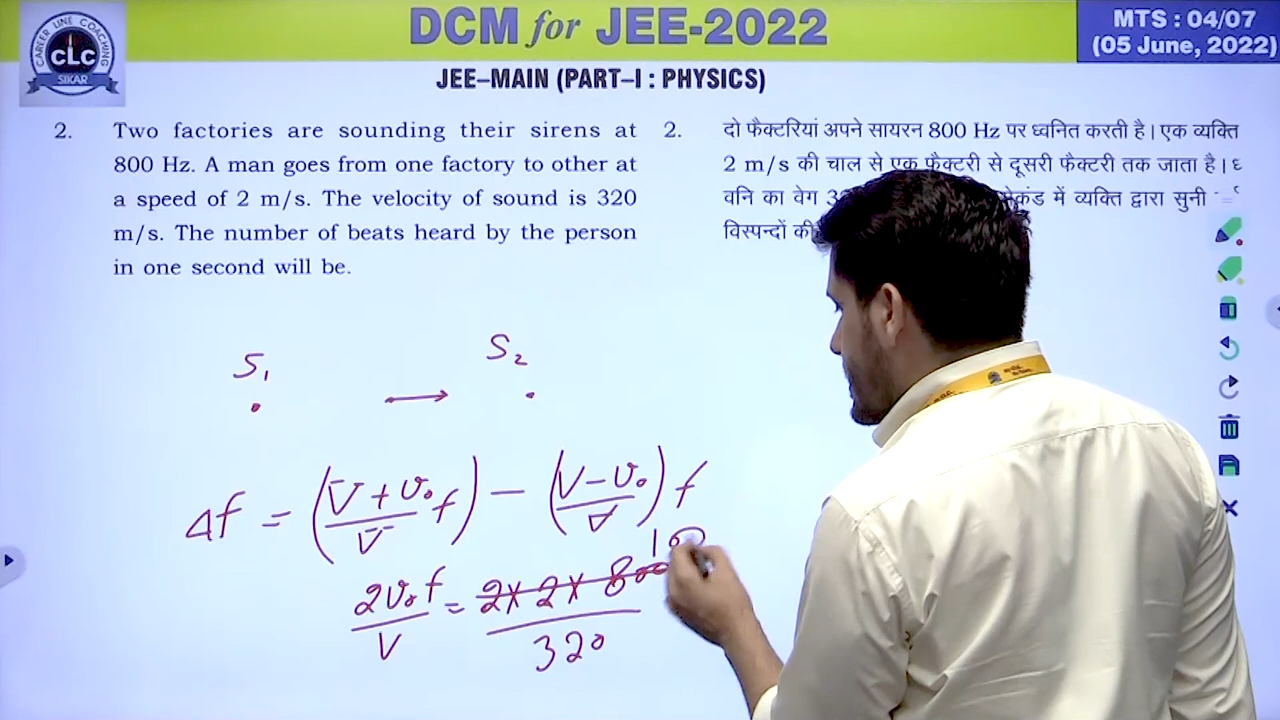 CAREER LINE COACHING
CLC
SIKAR
DCM for JEE-2022
MTS : 04/07
(05 June, 2022)
JEE–MAIN (PART–I : PHYSICS)
2. Two factories are sounding their sirens at
800 Hz. A man goes from one factory to other at
a speed of 2 m/s. The velocity of sound is 320
m/s. The number of beats heard by the person
in one second will be.
2. दो फैक्टरियां अपने सायरन 800 Hz पर ध्वनित करती है। एक व्यक्ति
2 m/s की चाल से एक फैक्टरी से दूसरी फैक्टरी तक जाता है। ध
वनि का वेग में व्यक्ति द्वारा सुनी
विस्पन्दों की
S₁
S₂
Δf = (V + v₀ / V f) − (V − v₀ / V) f
2v₀f / V = 2 × 2 × 800 / 320